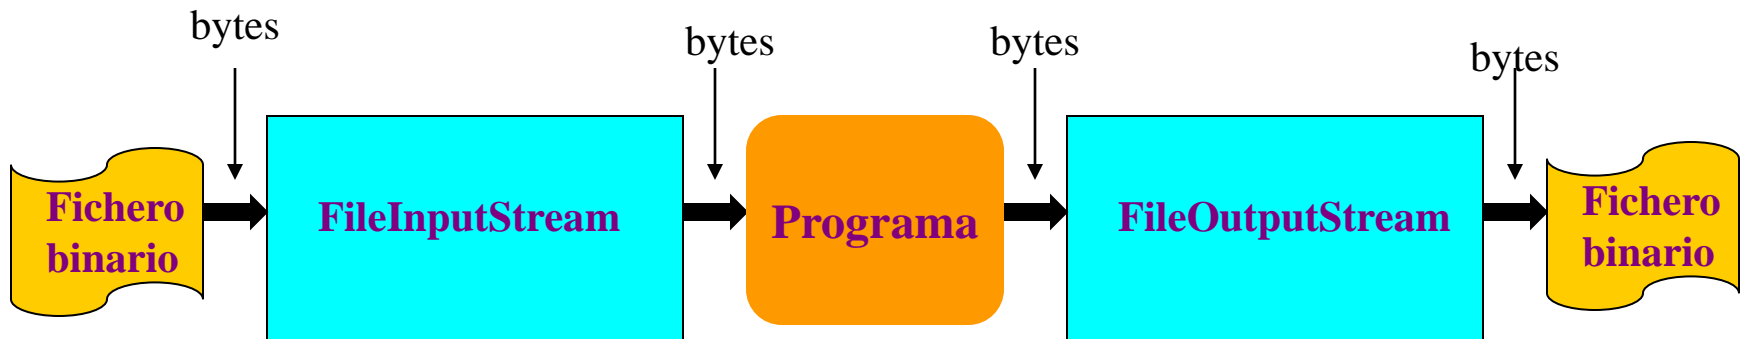 bytes
bytes
bytes
bytes
Fichero
binario
FileInputStream
Programa
FileOutputStream
Fichero
binario